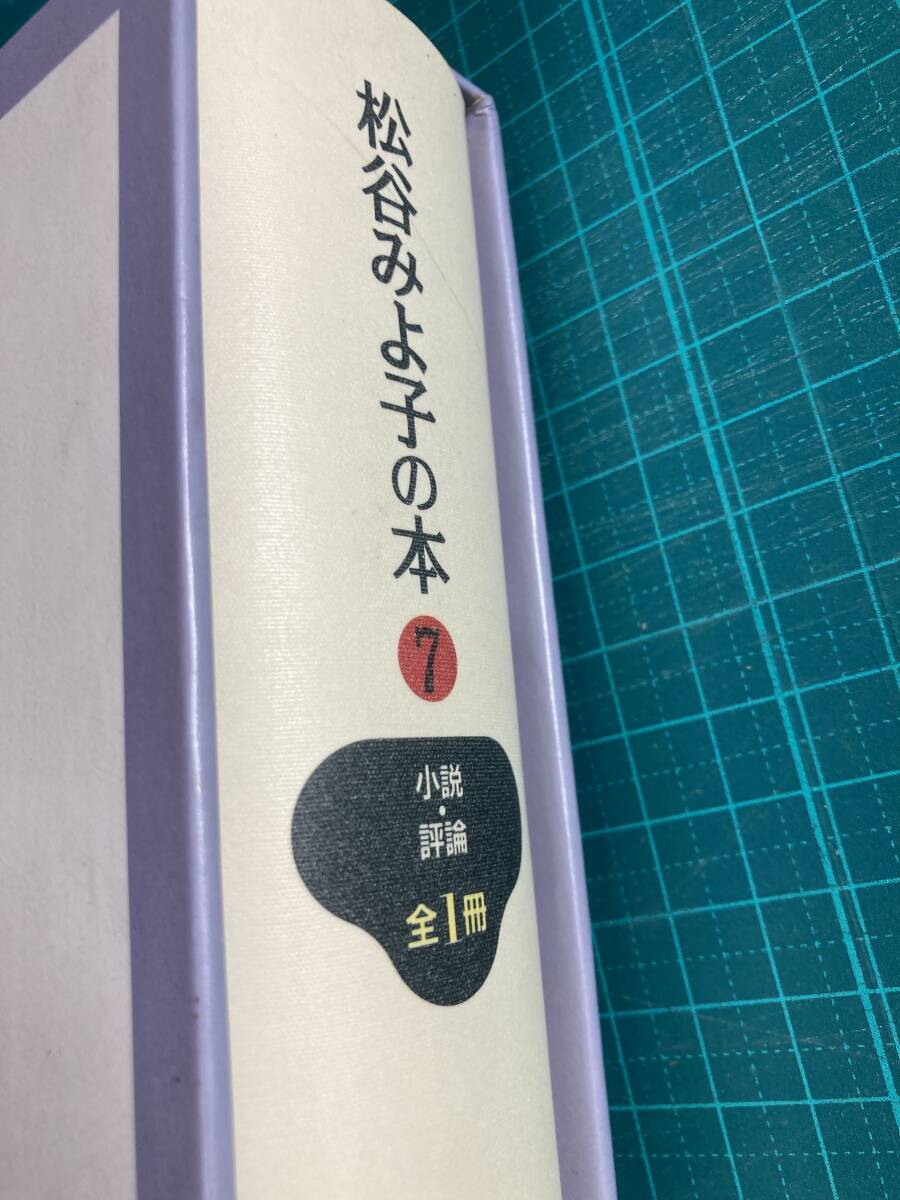 松谷みよ子の本
7
小説・
評論
全1冊